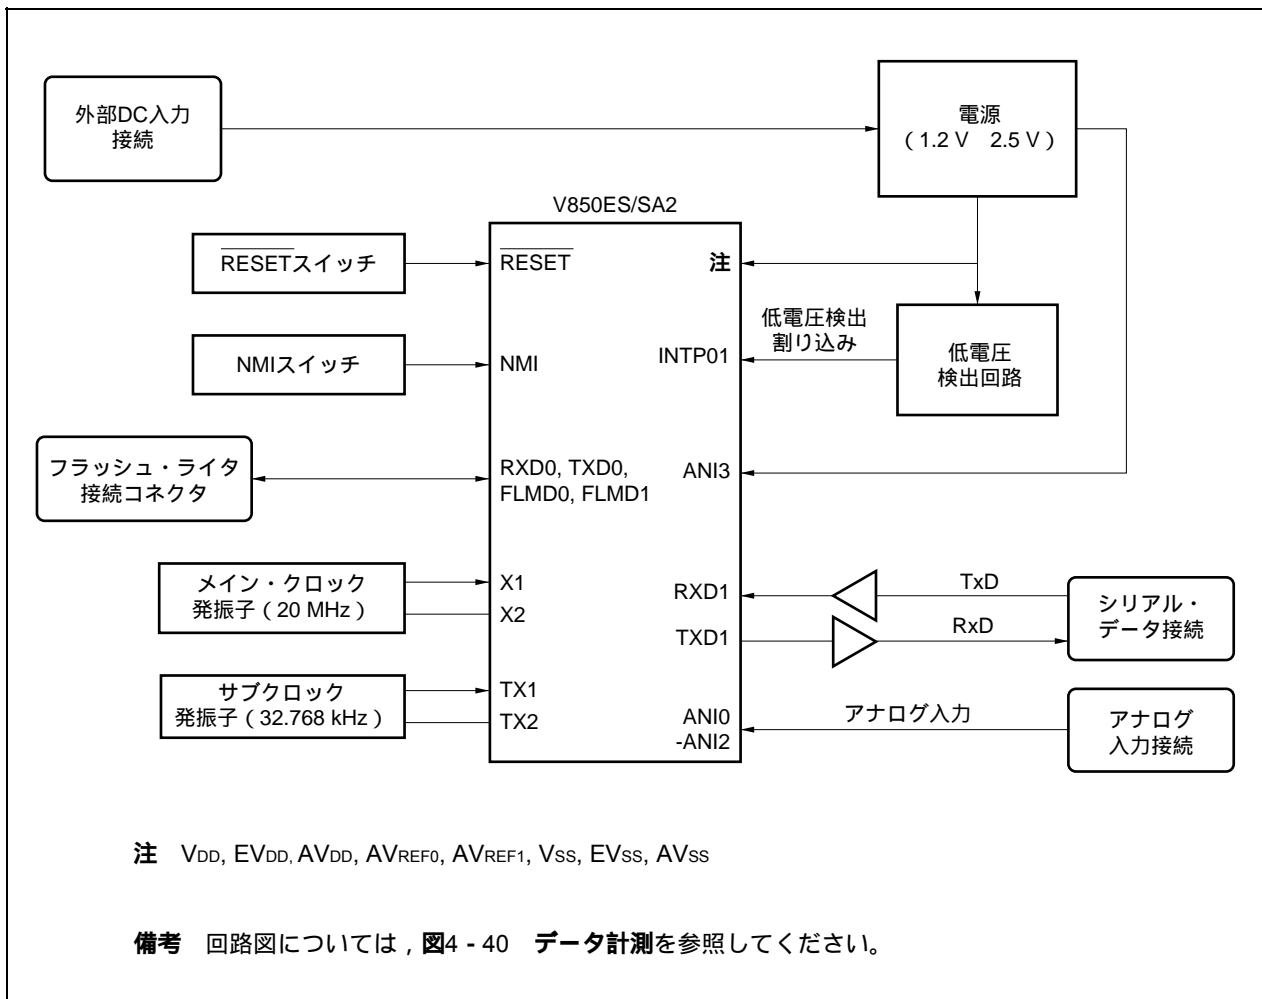 外部DC入力
接続
電源
（1.2 V　2.5 V）
V850ES/SA2
RESETスイッチ
RESET
注
NMIスイッチ
NMI
低電圧検出
割り込み
INTP01
低電圧
検出回路
フラッシュ・ライタ
接続コネクタ
RXD0, TXD0,
FLMD0, FLMD1
ANI3
メイン・クロック
発振子（20 MHz）
X1
X2
RXD1
TXD1
TxD
RxD
シリアル・
データ接続
サブクロック
発振子（32.768 kHz）
TX1
TX2
ANI0
-ANI2
アナログ入力
アナログ
入力接続
注　VDD, EVDD, AVDD, AVREF0, AVREF1, VSS, EVSS, AVSS
備考　回路図については，図4 - 40　データ計測を参照してください。